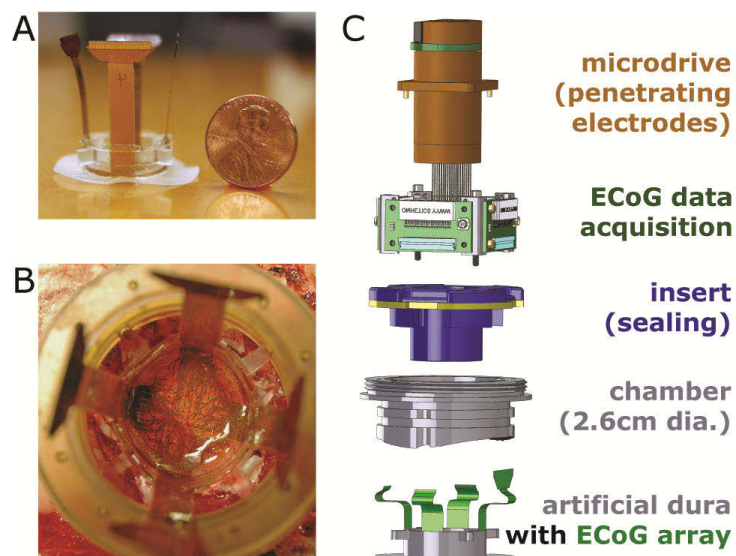 A
B
C
microdrive
(penetrating
electrodes)
ECoG data
acquisition
insert
(sealing)
chamber
(2.6cm dia.)
artificial dura
with ECoG array